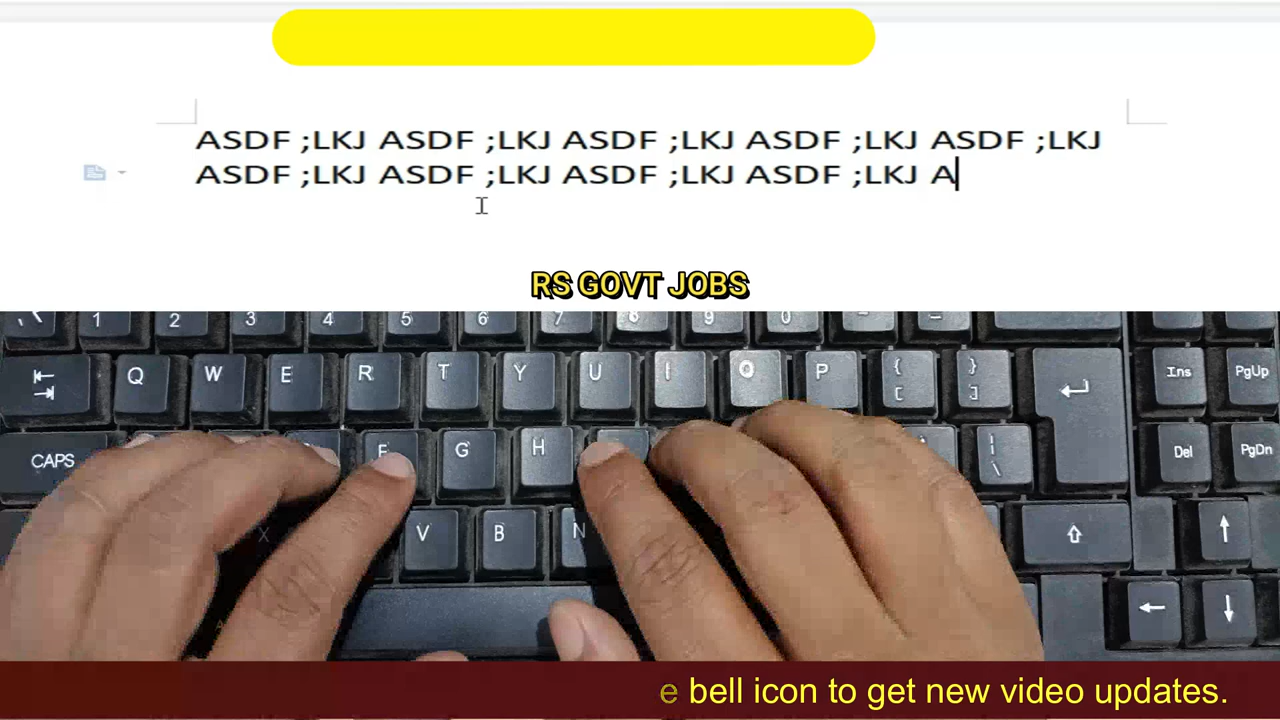 ASDF ;LKJ ASDF ;LKJ ASDF ;LKJ ASDF ;LKJ ASDF ;LKJ
ASDF ;LKJ ASDF ;LKJ ASDF ;LKJ ASDF ;LKJ A
RS GOVT JOBS
1 2 3 4 5 6 7 8 9 0
Q W E R T Y U I O P { [ } ] Ins PgUp
CAPS F G H | \ Del PgDn
X V B N
e bell icon to get new video updates.